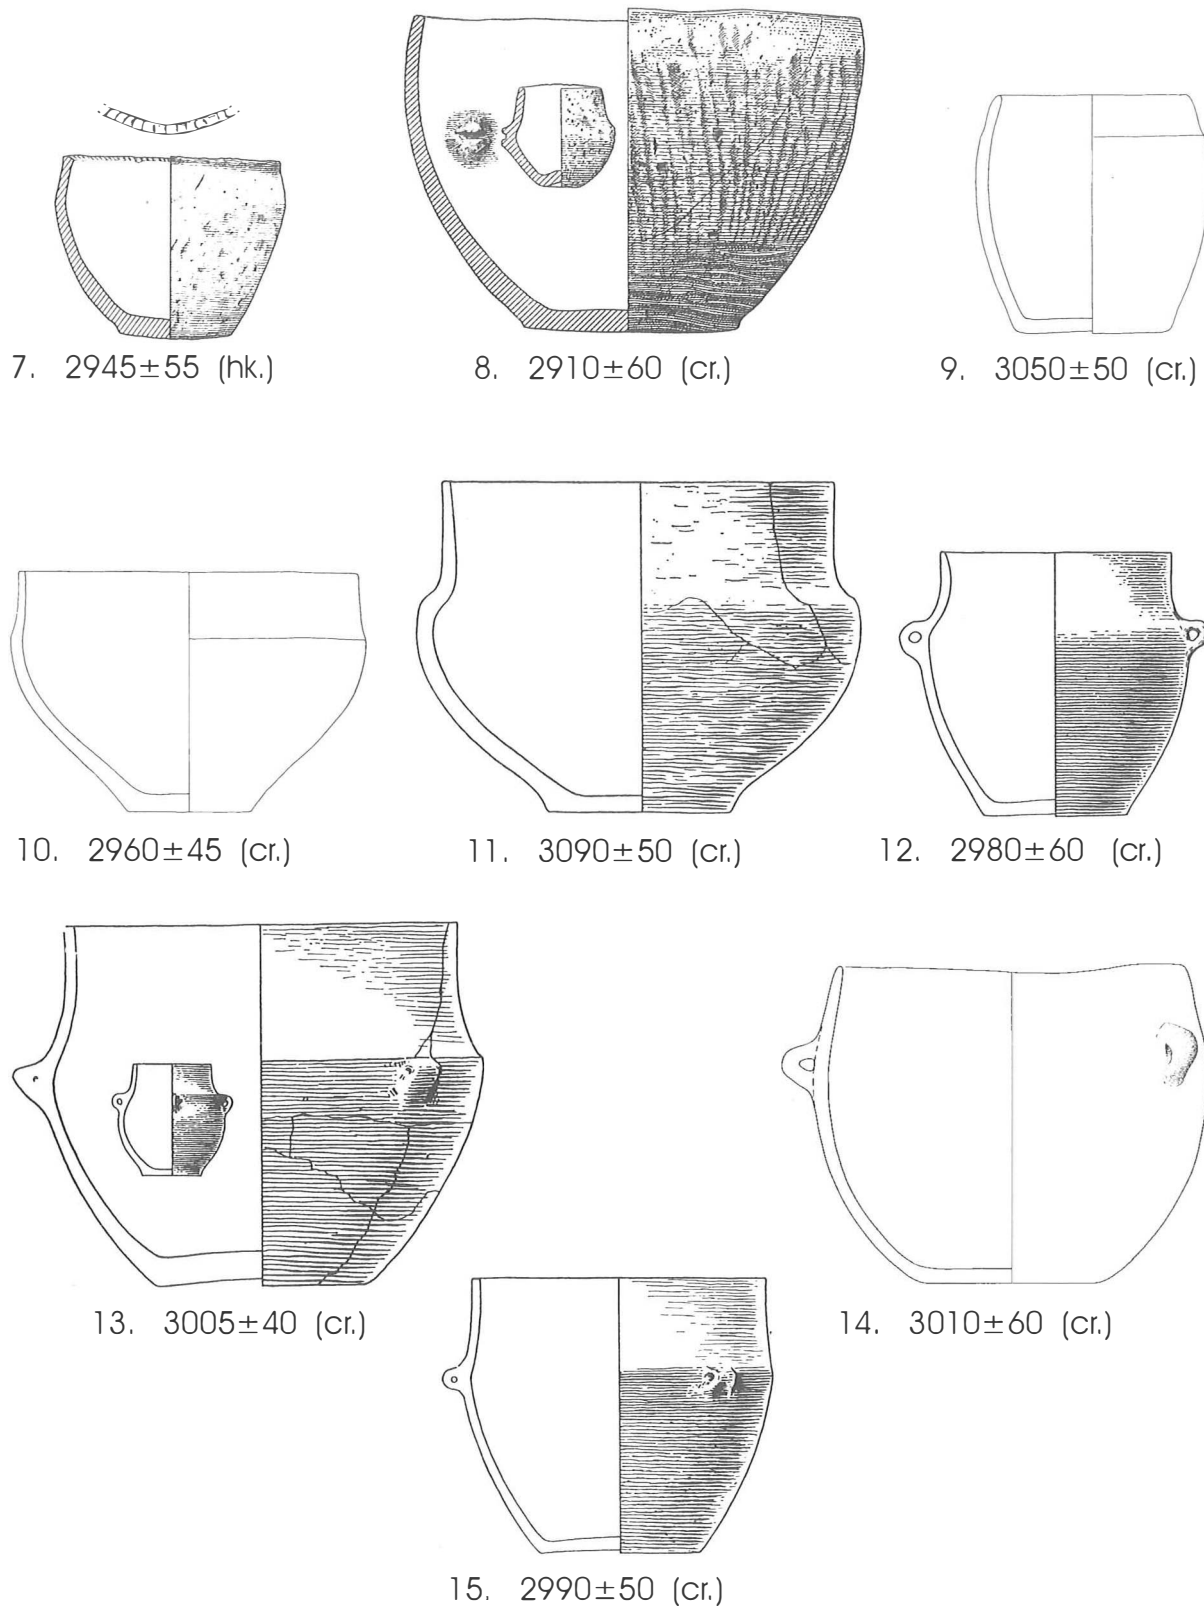 7. 2945±55 (hk.)
8. 2910±60 (cr.)
9. 3050±50 (cr.)
10. 2960±45 (cr.)
11. 3090±50 (cr.)
12. 2980±60 (cr.)
13. 3005±40 (cr.)
14. 3010±60 (cr.)
15. 2990±50 (cr.)